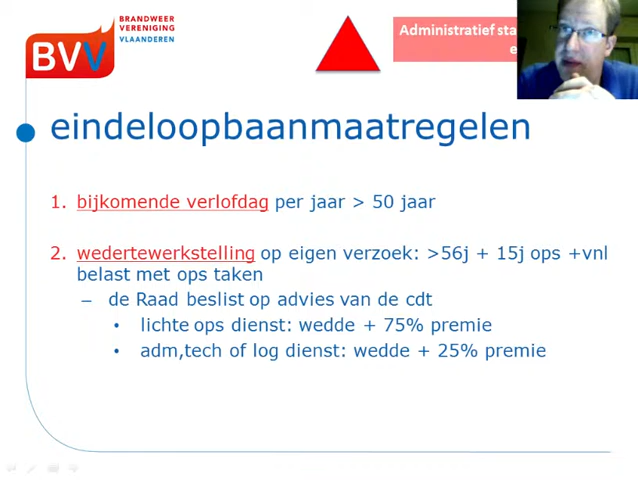 BRANDWEER
VERENIGING
VLAANDEREN
BVV
Administratief
e
eindeloopbaanmaatregelen
1. bijkomende verlofdag per jaar > 50 jaar
2. wedertewerkstelling op eigen verzoek: >56j + 15j ops +vnl
belast met ops taken
– de Raad beslist op advies van de cdt
• lichte ops dienst: wedde + 75% premie
• adm,tech of log dienst: wedde + 25% premie